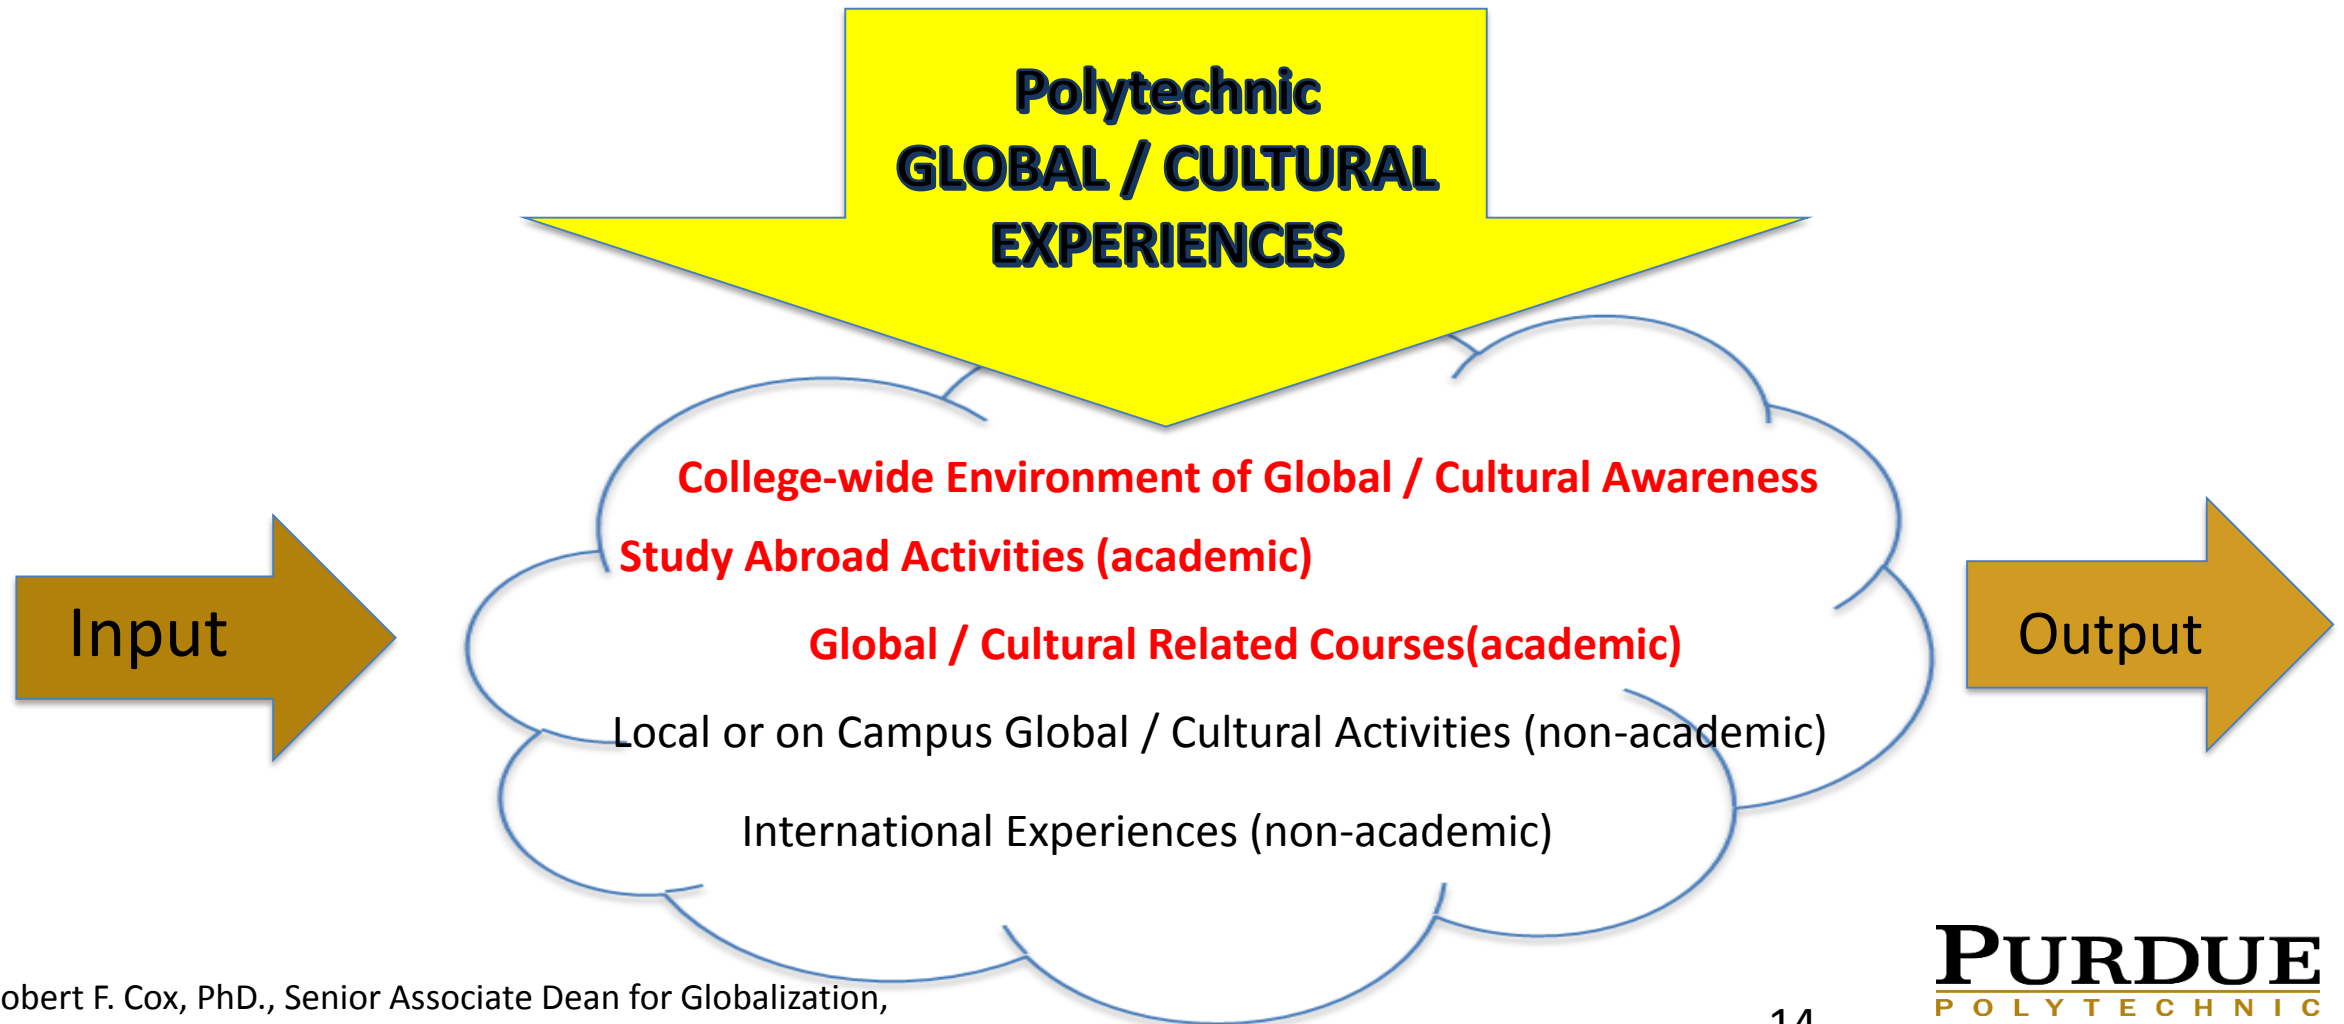 Polytechnic
GLOBAL / CULTURAL
EXPERIENCES
College-wide Environment of Global / Cultural Awareness
Study Abroad Activities (academic)
Input
Global / Cultural Related Courses(academic)
Output
Local or on Campus Global / Cultural Activities (non-academic)
International Experiences (non-academic)
obert F. Cox, PhD., Senior Associate Dean for Globalization,
14
PURDUE
POLYTECHNIC